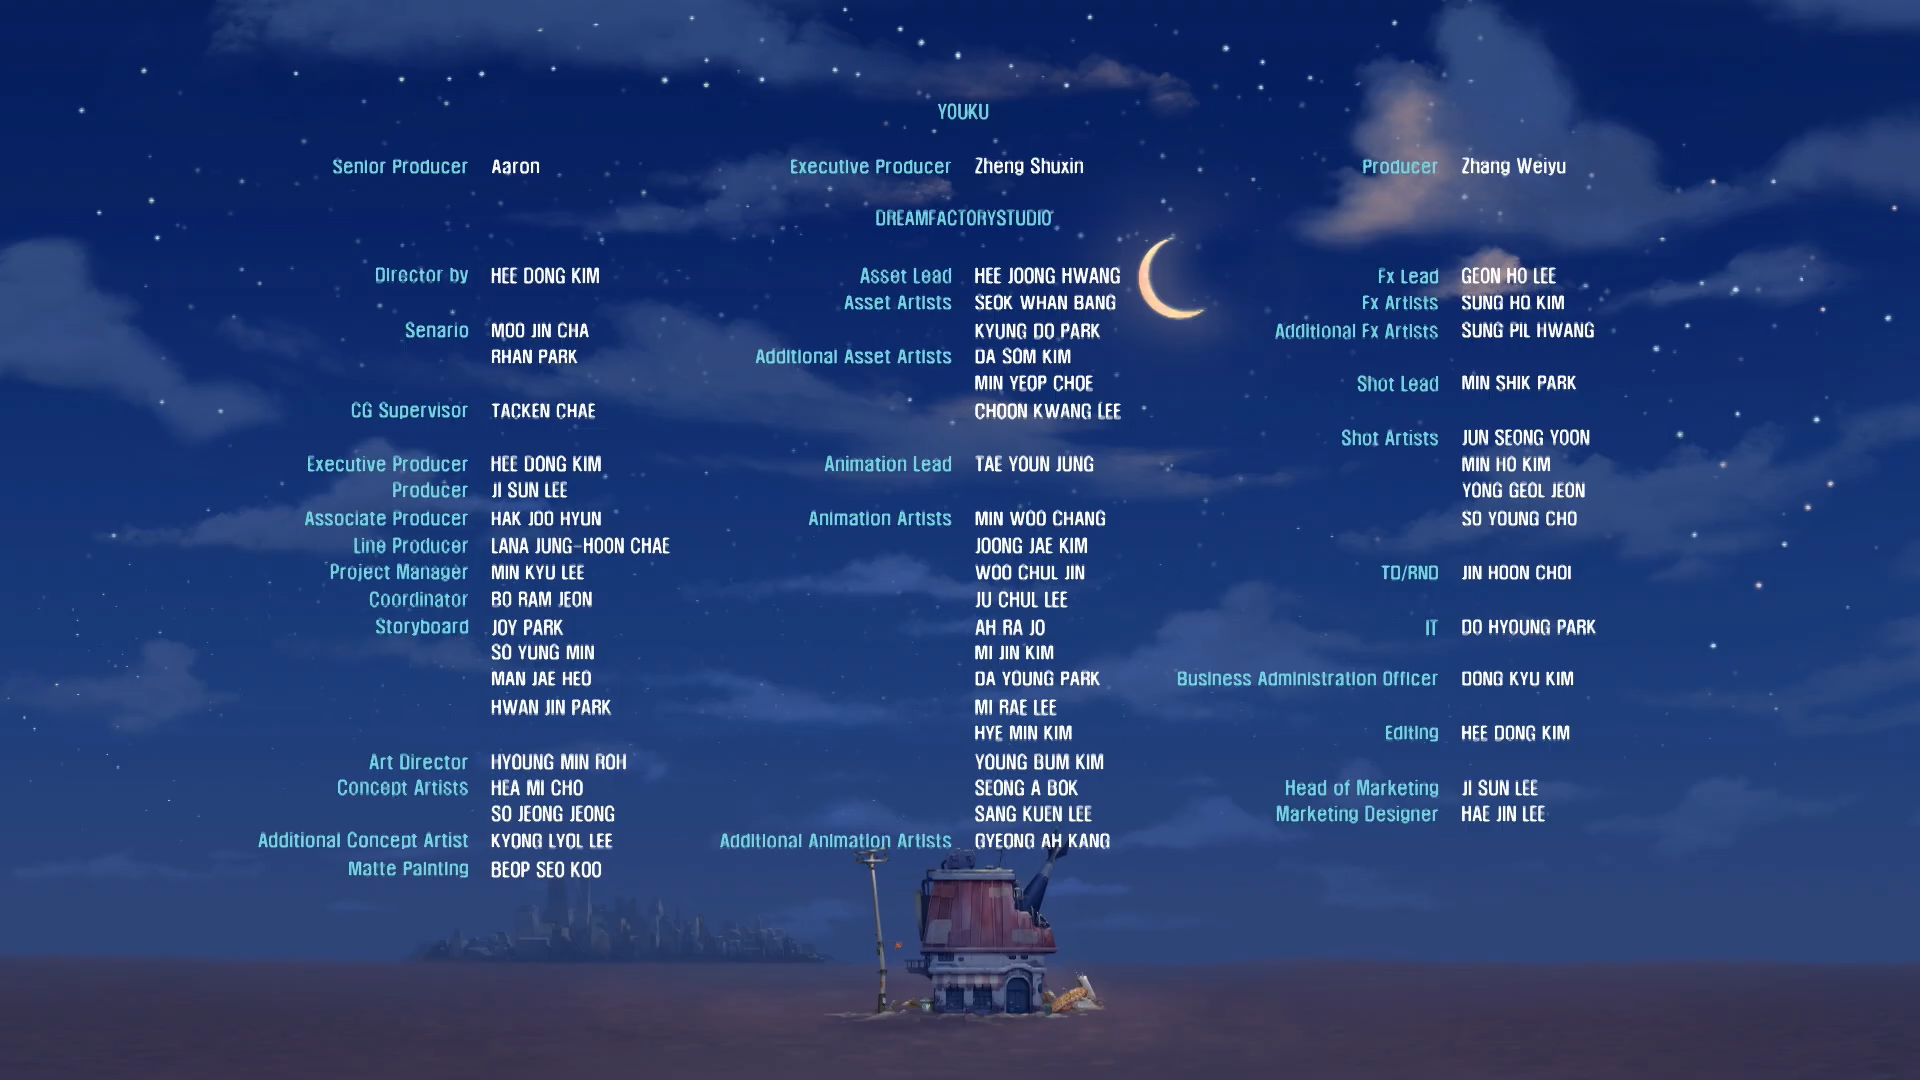 YOUKU
Senior Producer Aaron
Executive Producer Zheng Shuxin
Producer Zhang Weiyu
DREAMFACTORYSTUDIO
Director by HEE DONG KIM
Senario MOO JIN CHA
RHAN PARK
CG Supervisor TACKEN CHAE
Executive Producer HEE DONG KIM
Producer JI SUN LEE
Associate Producer HAK JOO HYUN
Line Producer LANA JUNG-HOON CHAE
Project Manager MIN KYU LEE
Coordinator BO RAM JEON
Storyboard JOY PARK
SO YUNG MIN
MAN JAE HEO
HWAN JIN PARK
Art Director HYOUNG MIN ROH
Concept Artists HEA MI CHO
SO JEONG JEONG
Additional Concept Artist KYONG LYOL LEE
Matte Painting BEOP SEO KOO
Asset Lead HEE JOONG HWANG
Asset Artists SEOK WHAN BANG
KYUNG DO PARK
Additional Asset Artists DA SOM KIM
MIN YEOP CHOE
CHOON KWANG LEE
Animation Lead TAE YOUN JUNG
Animation Artists MIN WOO CHANG
JOONG JAE KIM
WOO CHUL JIN
JU CHUL LEE
AH RA JO
MI JIN KIM
DA YOUNG PARK
MI RAE LEE
HYE MIN KIM
YOUNG BUM KIM
SEONG A BOK
SANG KUEN LEE
Additional Animation Artists GYEONG AH KANG
Fx Lead GEON HO LEE
Fx Artists SUNG HO KIM
Additional Fx Artists SUNG PIL HWANG
Shot Lead MIN SHIK PARK
Shot Artists JUN SEONG YOON
MIN HO KIM
YONG GEOL JEON
SO YOUNG CHO
TD/RND JIN HOON CHOI
IT DO HYOUNG PARK
Business Administration Officer DONG KYU KIM
Editing HEE DONG KIM
Head of Marketing JI SUN LEE
Marketing Designer HAE JIN LEE